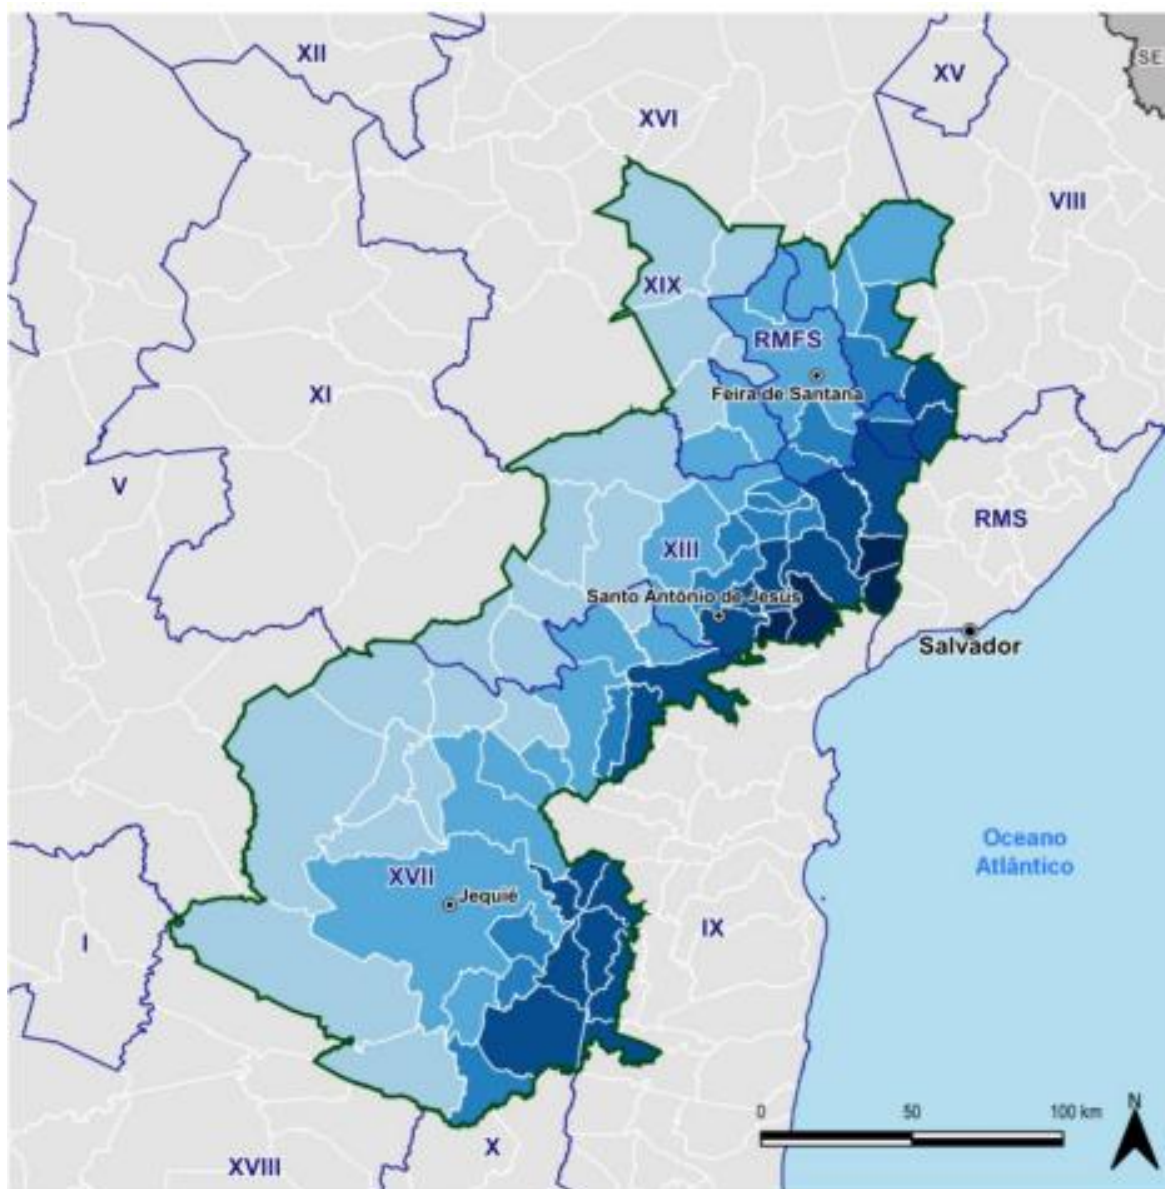 XII
XV
SE
XVI
VIII
XIX
RMFS
Feira de Santana
XI
V
RMS
XIII
Santo Antônio de Jesus
Salvador
Oceano
Atlântico
XVII
Jequié
I
IX
0 50 100 km
N
X
XVIII